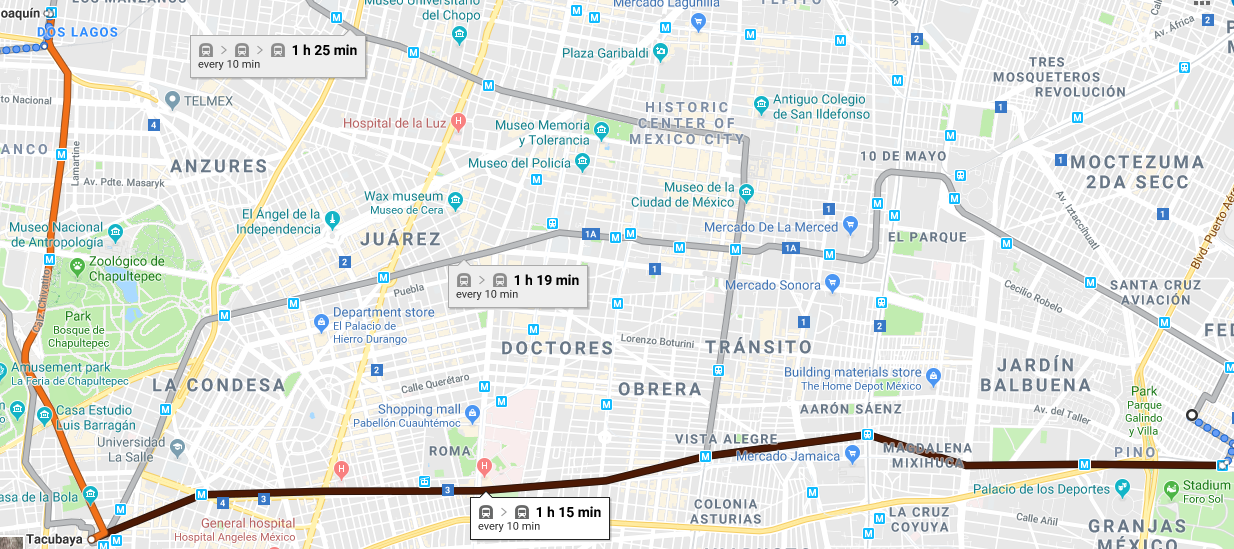 LOS MANZANOS
oaquín
DOS LAGOS
del Chopo
Mercado Lagunilla
TEPITO
Av. África
1 h 25 min
every 10 min
Plaza Garibaldi
TRES
MOSQUETEROS
REVOLUCIÓN
to Nacional
TELMEX
HISTORIC
CENTER OF
MEXICO CITY
Antiguo Colegio
de San Ildefonso
Hospital de la Luz
Museo Memoria
y Tolerancia
4
1
2
ANCO
Lamartine
ANZURES
Museo del Policía
10 DE MAYO
1
MOCTEZUMA
2DA SECC
Av. Pdte. Masaryk
Wax museum
Museo de Cera
Museo de la
Ciudad de México
Av. Iztaccíhuatl
Blvd. Puerto Aér
El Ángel de la
Independencia
Museo Nacional
de Antropología
JUÁREZ
1A
Mercado De La Merced
1
1
EL PARQUE
1A
Zoológico de
Chapultepec
2
1
1 h 19 min
every 10 min
Puebla
Mercado Sonora
Cecilio Robelo
SANTA CRUZ
AVIACIÓN
Calz Chivatito
Park
Bosque de
Chapultepec
Department store
El Palacio de
Hierro Durango
1
2
FED
DOCTORES
Lorenzo Boturini
TRÁNSITO
Amusement park
La Feria de Chapultepec
2
LA CONDESA
Calle Querétaro
OBRERA
Building materials store
The Home Depot México
JARDÍN
BALBUENA
Park
Parque
Galindo
y Villa
Casa Estudio
Luis Barragán
Shopping mall
Pabellón Cuauhtémoc
AARÓN SÁENZ
Av. del Taller
Universidad
La Salle
ROMA
VISTA ALEGRE
Mercado Jamaica
MAGDALENA
MIXIHUCA
PINO
asa de la Bola
4
3
3
Palacio de los Deportes
Stadium
Foro Sol
1 h 15 min
every 10 min
COLONIA
ASTURIAS
LA CRUZ
COYUYA
Calle Añil
GRANJAS
MÉXICO
General hospital
Hospital Angeles México
Tacubaya